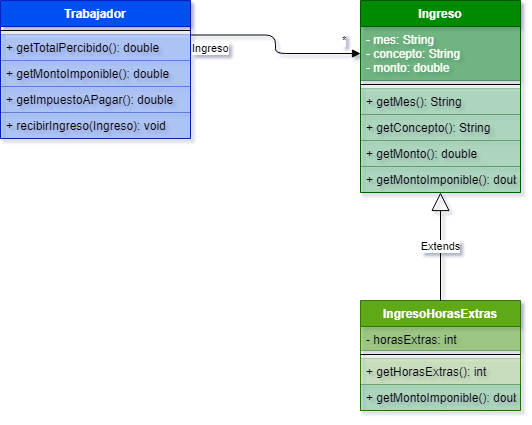 Trabajador
+ getTotalPercibido(): double
+ getMontoImponible(): double
+ getImpuestoAPagar(): double
+ recibirIngreso(Ingreso): void
Ingreso
*
Ingreso
- mes: String
- concepto: String
- monto: double
+ getMes(): String
+ getConcepto(): String
+ getMonto(): double
+ getMontoImponible(): doub
Extends
IngresoHorasExtras
- horasExtras: int
+ getHorasExtras(): int
+ getMontoImponible(): doub